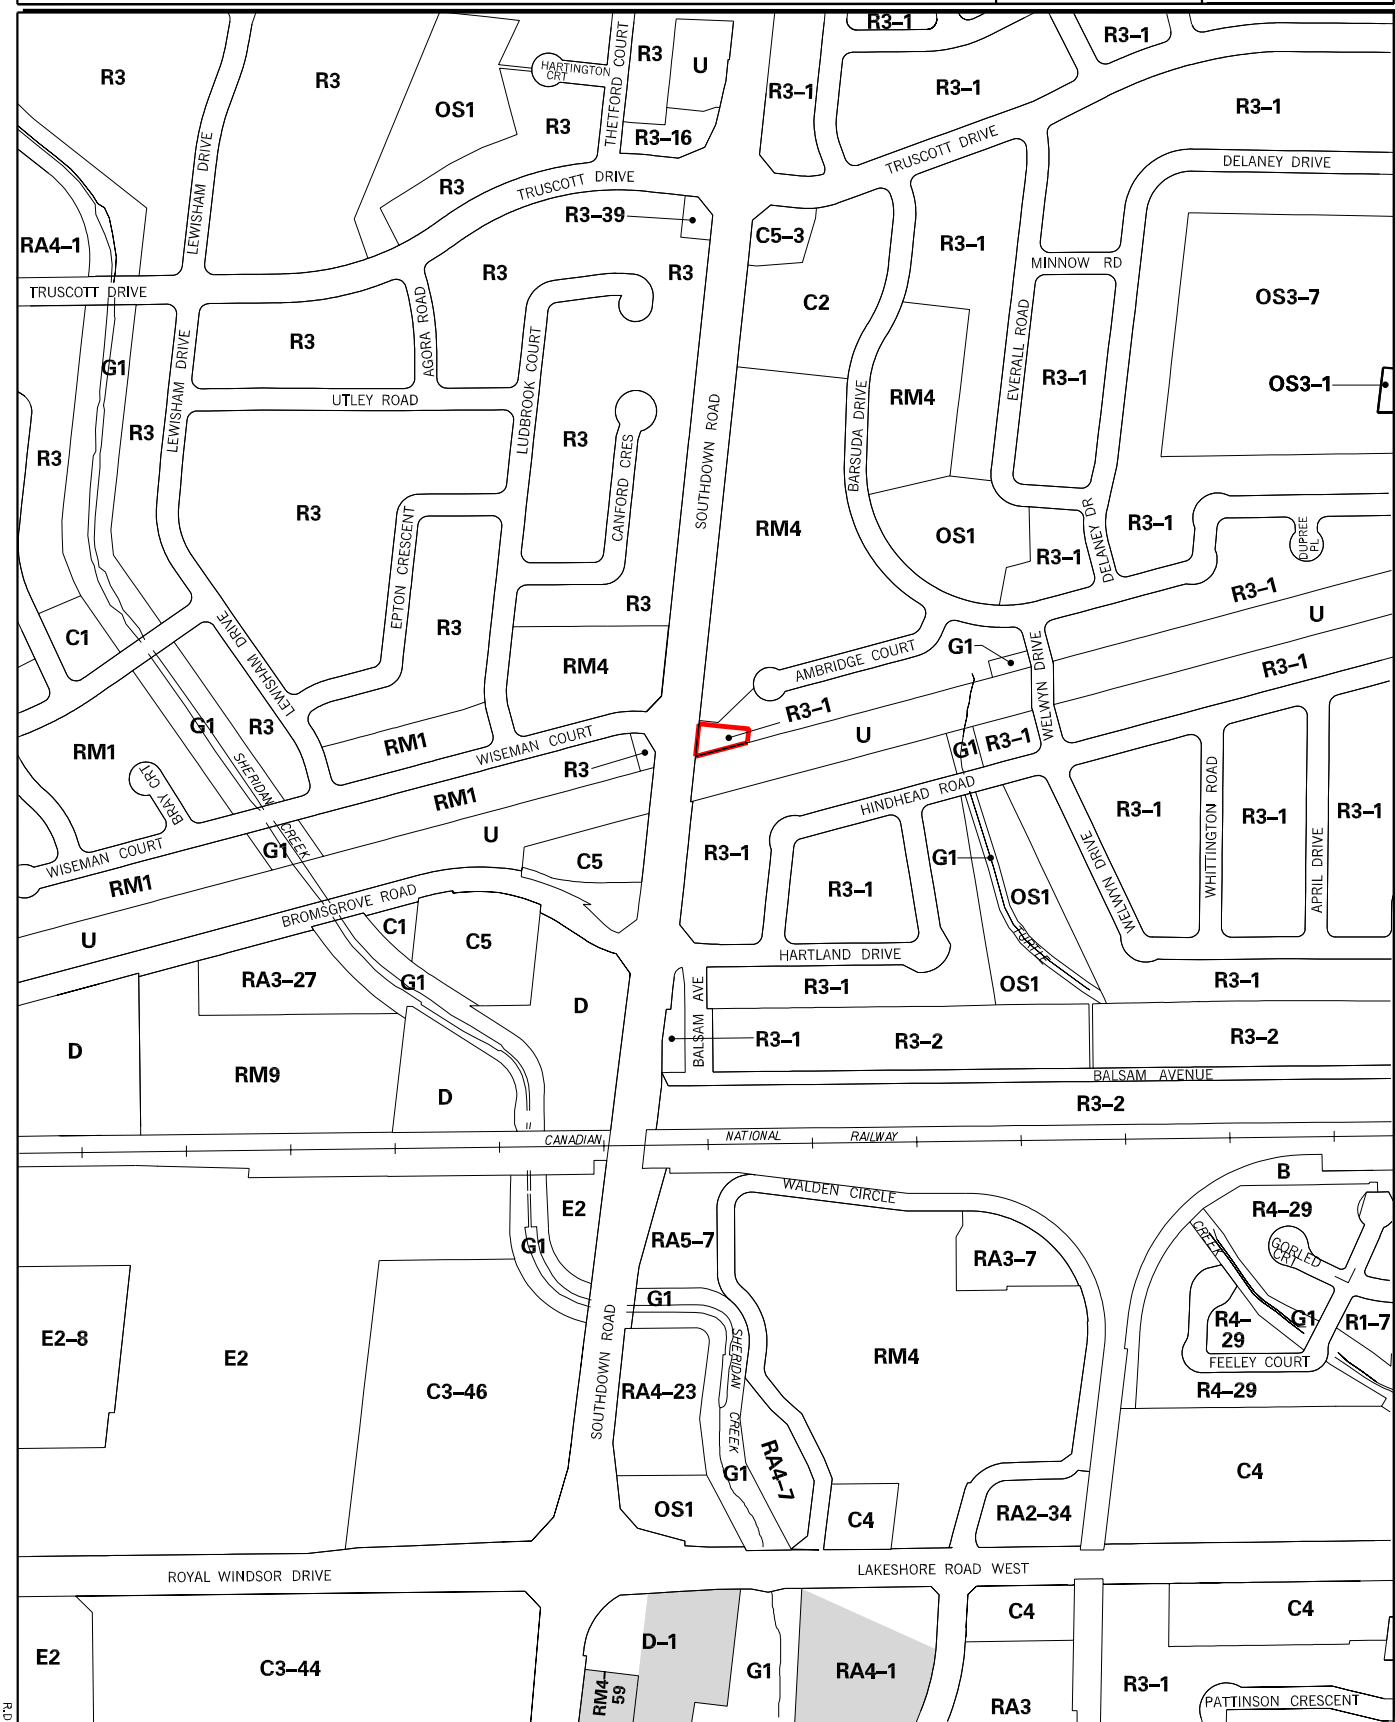 R3-1
R3
R3
R3
U
R3-1
HARTINGTON
CRT
THETFORD COURT
R3-1
R3-1
OS1
R3
R3-16
R3-1
TRUSCOTT DRIVE
DELANEY DRIVE
LEWISHAM DRIVE
R3
TRUSCOTT DRIVE
R3-39
C5-3
R3-1
RA4-1
R3
R3
MINNOW RD
TRUSCOTT DRIVE
C2
OS3-7
R3
AGORA ROAD
LUDBROOK COURT
EVERALL ROAD
G1
LEWISHAM DRIVE
R3-1
OS3-1
UTLEY ROAD
RM4
BARSUDA DRIVE
SOUTHDOWN ROAD
R3
R3
R3
CANFORD CRES
R3
EPTON CRESCENT
RM4
OS1
R3-1
R3-1
DELANEY DR
DUPREE
PL
R3-1
U
C1
R3
R3
LEWISHAM DRIVE
LEWISHAM DRIVE
RM4
AMBRIDGE COURT
G1
WELWYN DRIVE
R3-1
R3-1
U
G1
R3-1
G1
R3
RM1
WISEMAN COURT
RM1
BRAY CRT
SHERIDAN
CREEK
R3
RM1
HINDHEAD ROAD
R3-1
R3-1
R3-1
WHITTINGTON ROAD
APRIL DRIVE
WELWYN DRIVE
WELWYN DRIVE
U
WISEMAN COURT
G1
C5
R3-1
G1
RM1
R3-1
OS1
BROMSGROVE ROAD
U
C1
C5
TURTLE
HARTLAND DRIVE
RA3-27
G1
R3-1
OS1
R3-1
D
D
RM9
D
BALSAM AVE
R3-1
R3-2
R3-2
BALSAM AVENUE
R3-2
CANADIAN
NATIONAL
RAILWAY
B
WALDEN CIRCLE
E2
R4-29
G1
RA5-7
RA3-7
CREEK
GORLED
CRT
G1
SOUTHDOWN ROAD
SHERIDAN
CREEK
E2-8
E2
RM4
R4-
29
G1
R1-7
FEELEY COURT
C3-46
RA4-23
R4-29
G1
RA4-7
C4
OS1
C4
RA2-34
ROYAL WINDSOR DRIVE
LAKESHORE ROAD WEST
C4
C4
E2
C3-44
D-1
RM4-
59
G1
RA4-1
RA3
R3-1
PATTINSON CRESCENT